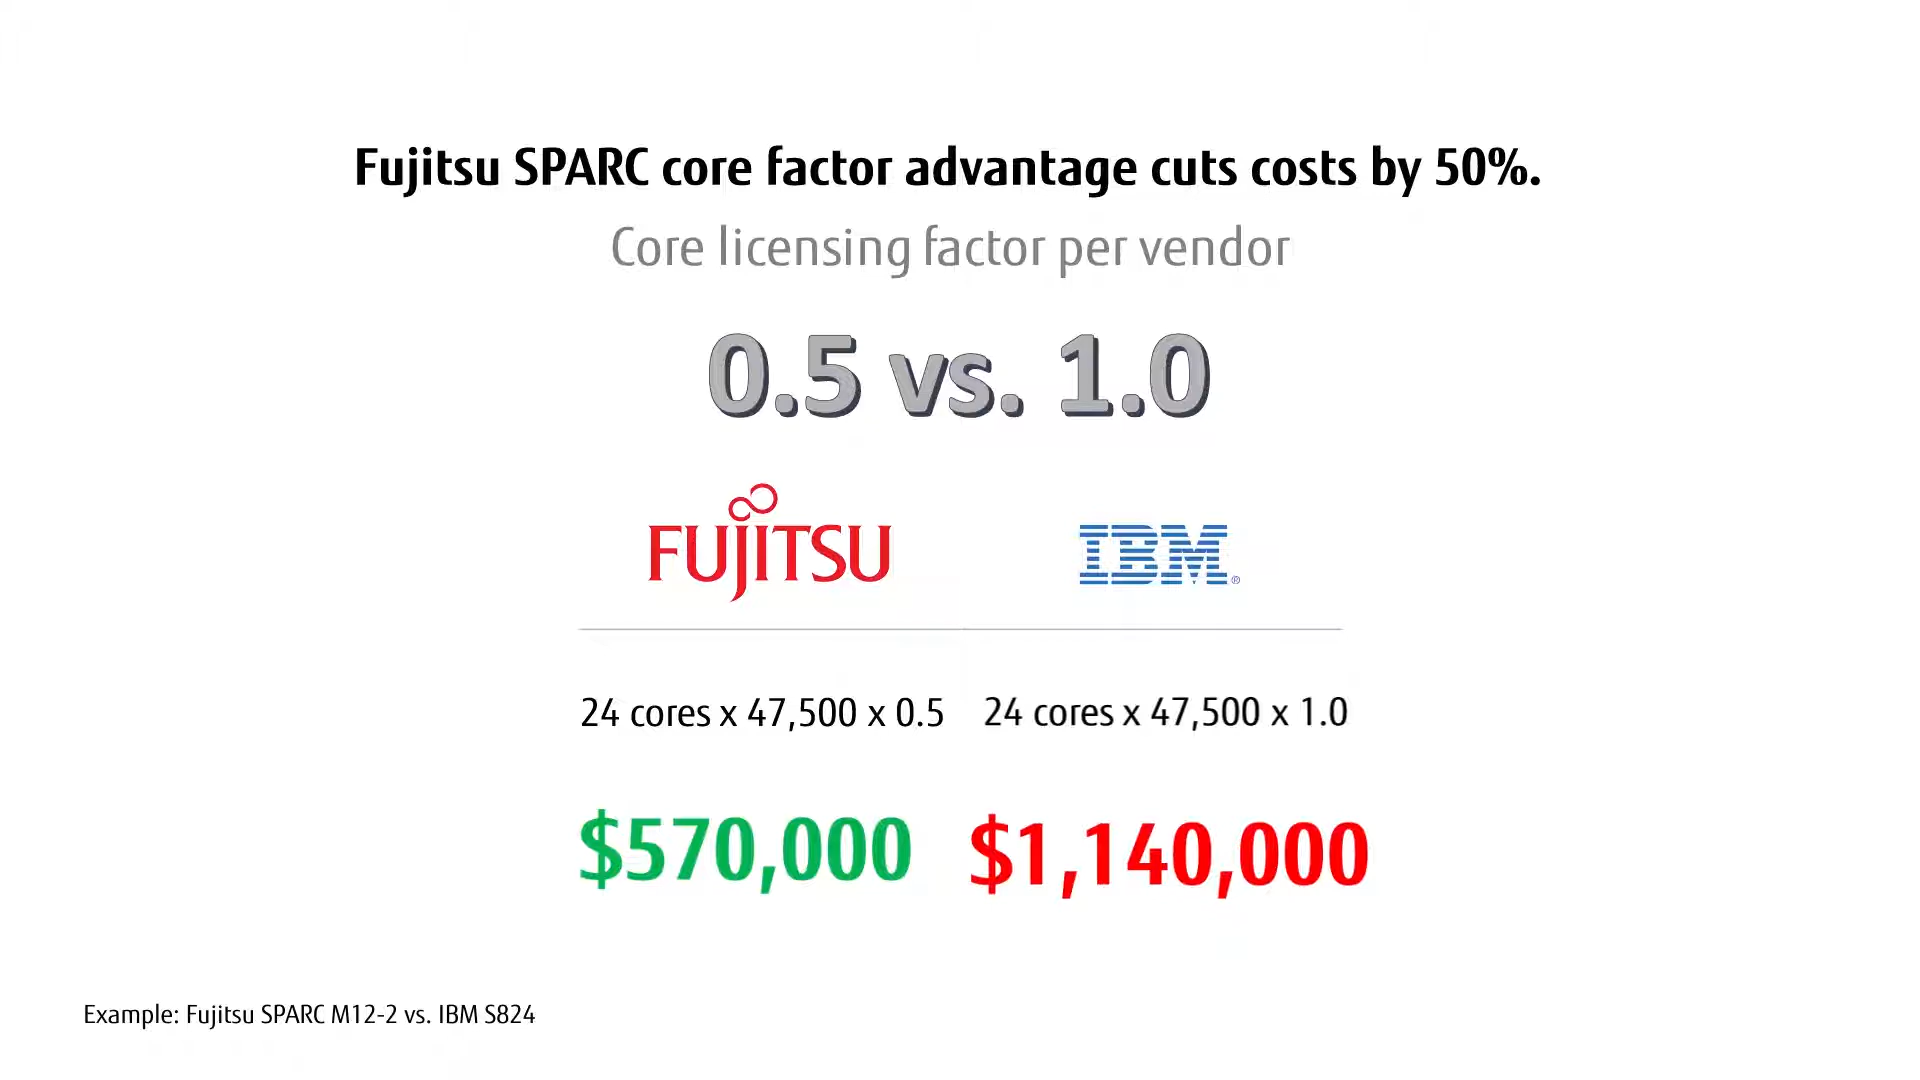 Fujitsu SPARC core factor advantage cuts costs by 50%.
Core licensing factor per vendor
0.5 vs. 1.0
FUJITSU IBM®
24 cores x 47,500 x 0.5 24 cores x 47,500 x 1.0
$570,000 $1,140,000
Example: Fujitsu SPARC M12-2 vs. IBM S824